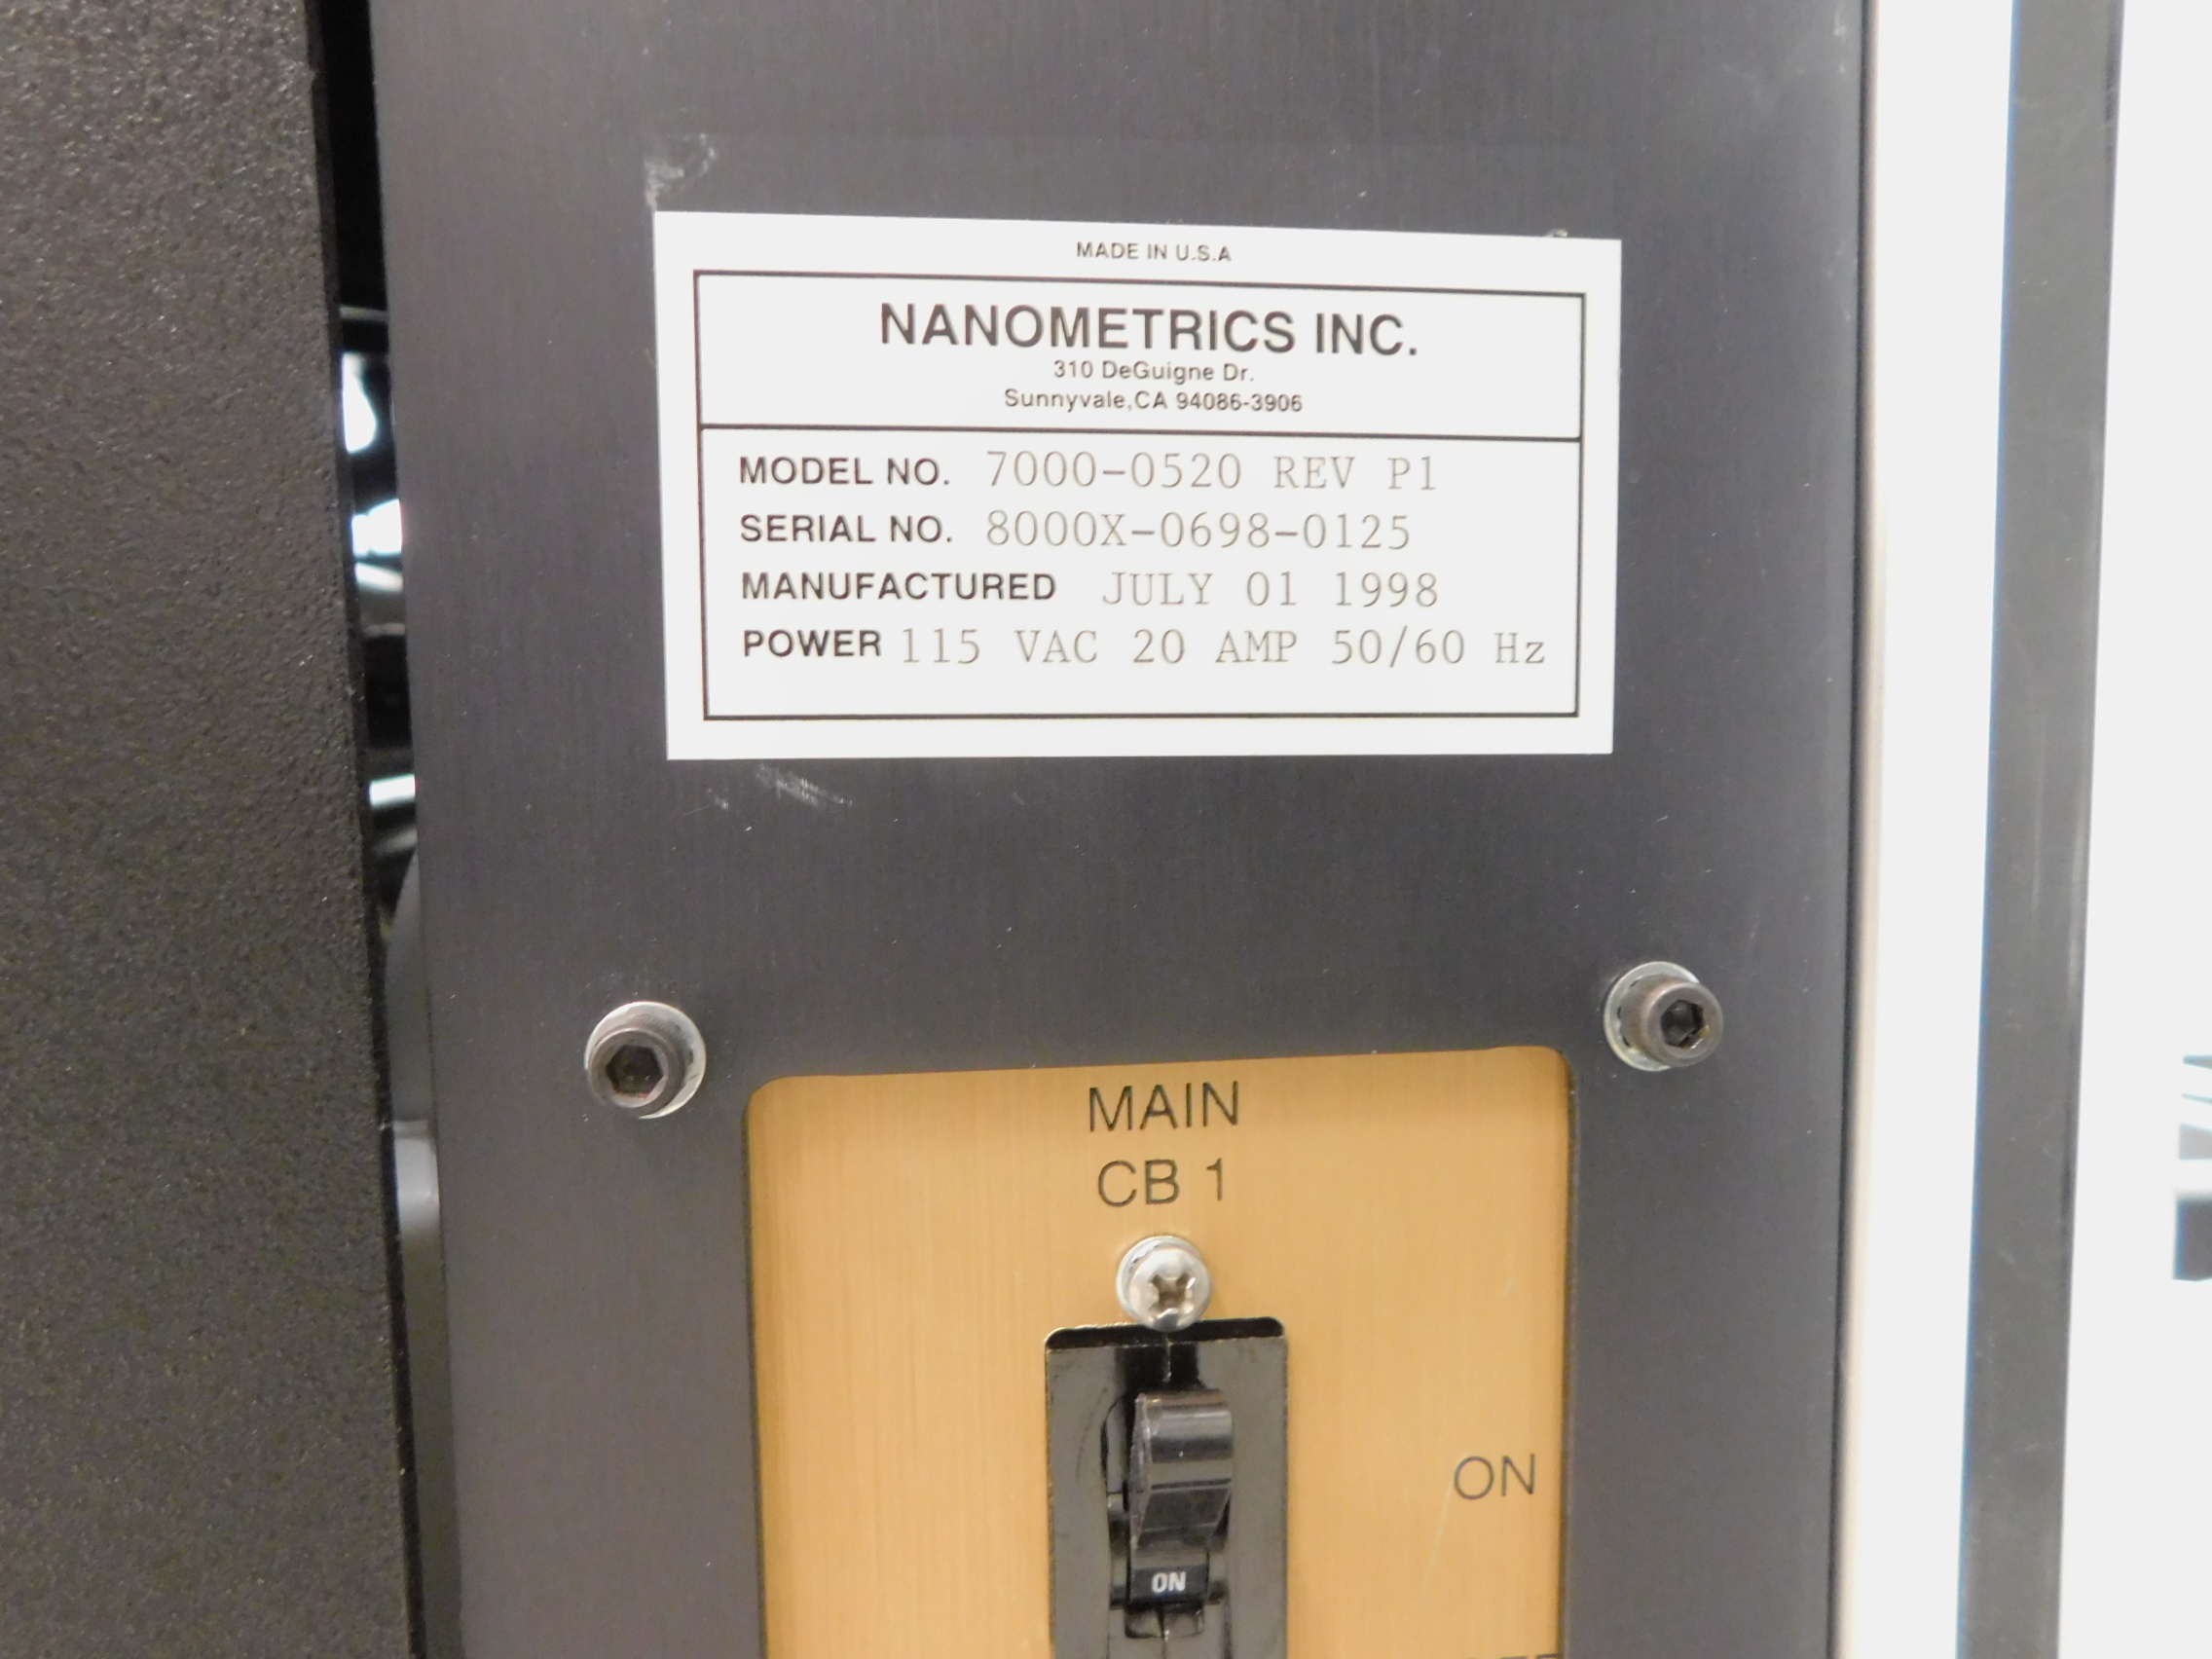 MADE IN U.S.A
NANOMETRICS INC.
310 DeGuigne Dr.
Sunnyvale,CA 94086-3906
MODEL NO. 7000-0520 REV P1
SERIAL NO. 8000X-0698-0125
MANUFACTURED JULY 01 1998
POWER 115 VAC 20 AMP 50/60 Hz
MAIN
CB 1
ON
ON